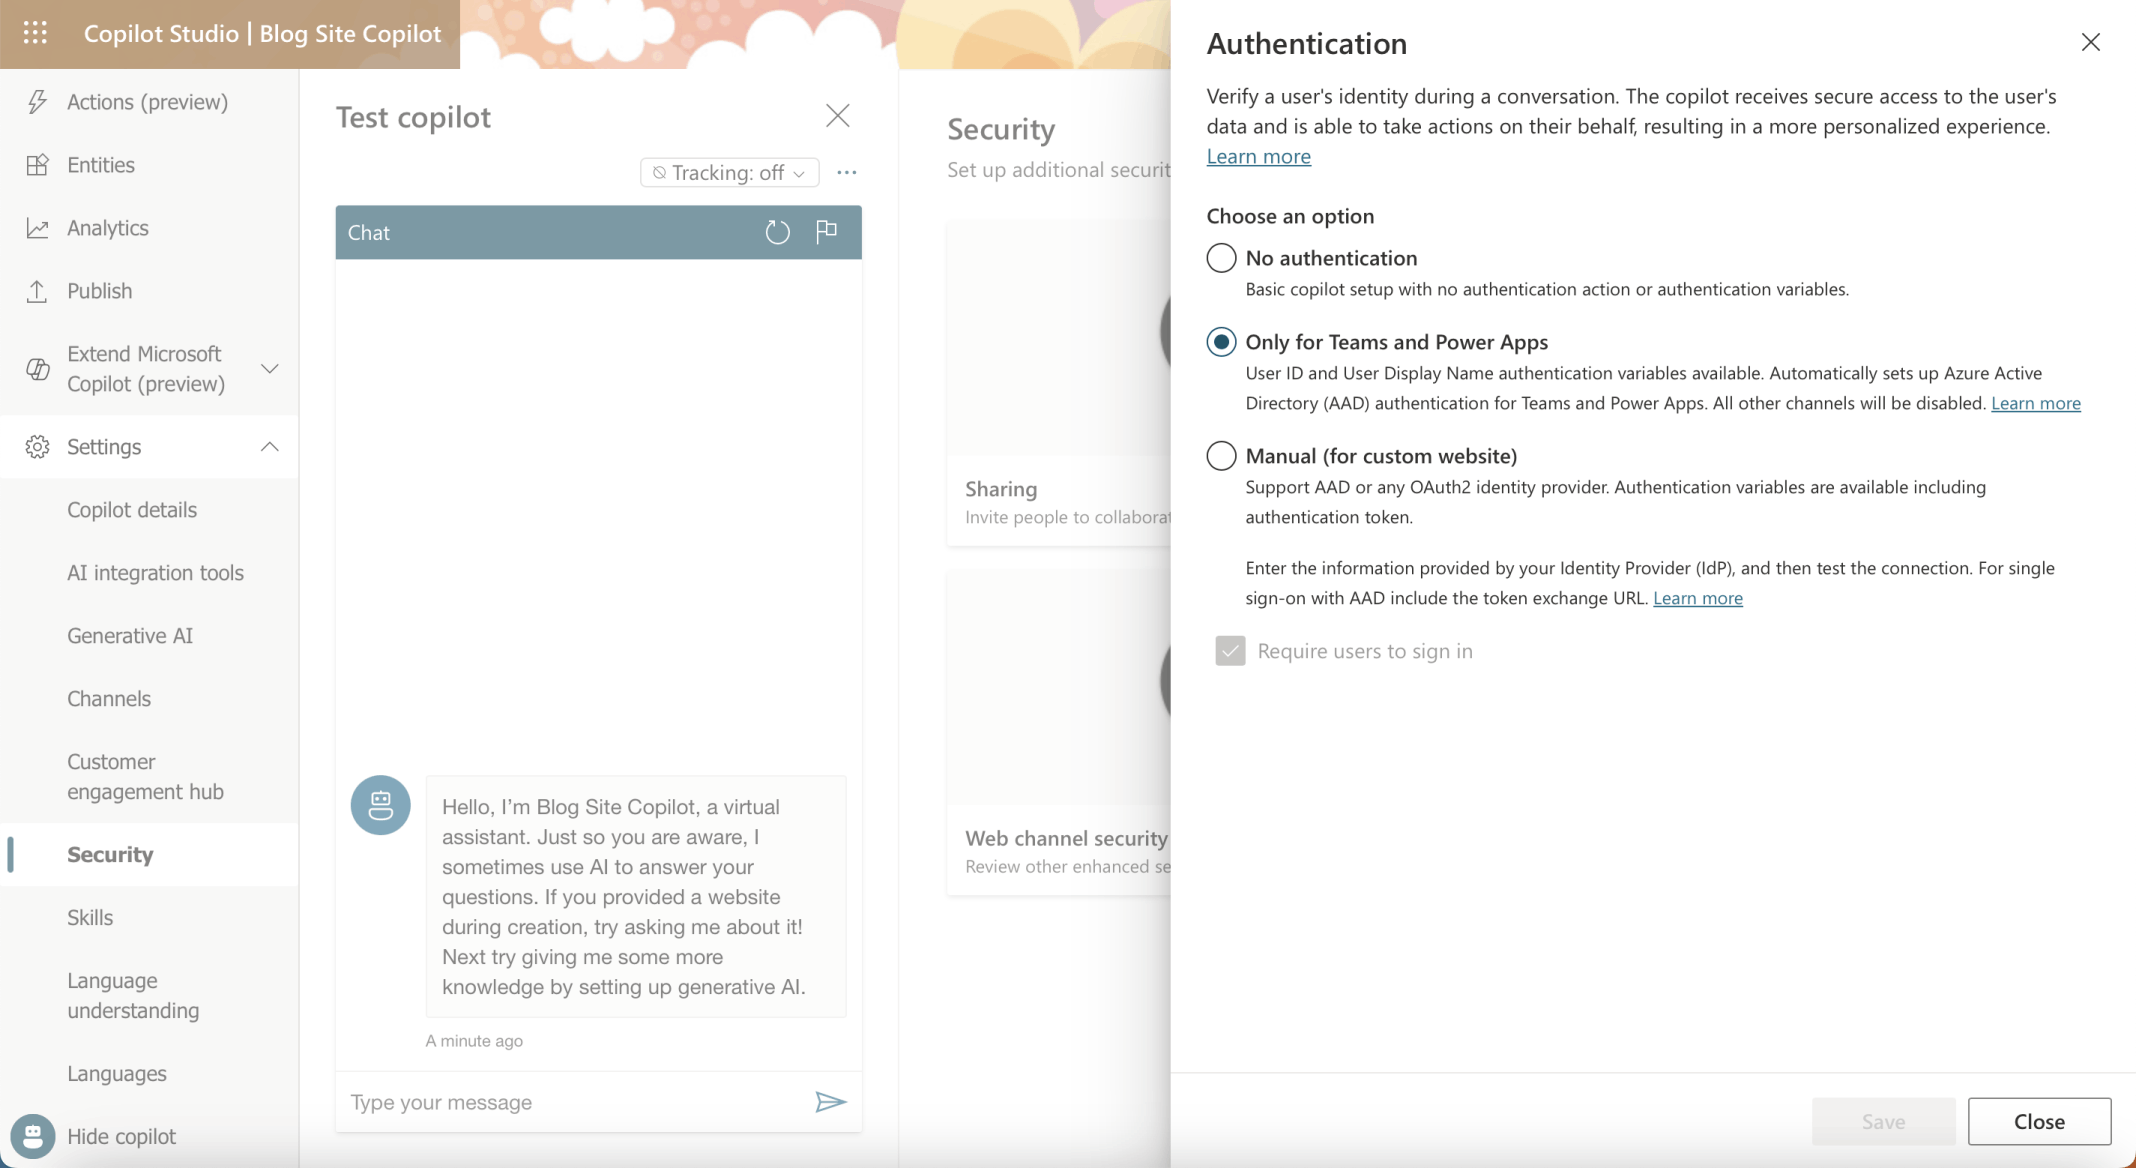 Copilot Studio | Blog Site Copilot
Actions (preview)
Entities
Analytics
Publish
Extend Microsoft
Copilot (preview)
Settings
Copilot details
AI integration tools
Generative AI
Channels
Customer
engagement hub
Security
Skills
Language
understanding
Languages
Hide copilot
Test copilot
Tracking: off
Chat
Hello, I’m Blog Site Copilot, a virtual
assistant. Just so you are aware, I
sometimes use AI to answer your
questions. If you provided a website
during creation, try asking me about it!
Next try giving me some more
knowledge by setting up generative AI.
A minute ago
Type your message
Security
Set up additional securit
Sharing
Invite people to collabora
Web channel security
Review other enhanced se
Authentication
Verify a user's identity during a conversation. The copilot receives secure access to the user's
data and is able to take actions on their behalf, resulting in a more personalized experience.
Learn more
Choose an option
No authentication
Basic copilot setup with no authentication action or authentication variables.
Only for Teams and Power Apps
User ID and User Display Name authentication variables available. Automatically sets up Azure Active
Directory (AAD) authentication for Teams and Power Apps. All other channels will be disabled. Learn more
Manual (for custom website)
Support AAD or any OAuth2 identity provider. Authentication variables are available including
authentication token.
Enter the information provided by your Identity Provider (IdP), and then test the connection. For single
sign-on with AAD include the token exchange URL. Learn more
Require users to sign in
Save
Close